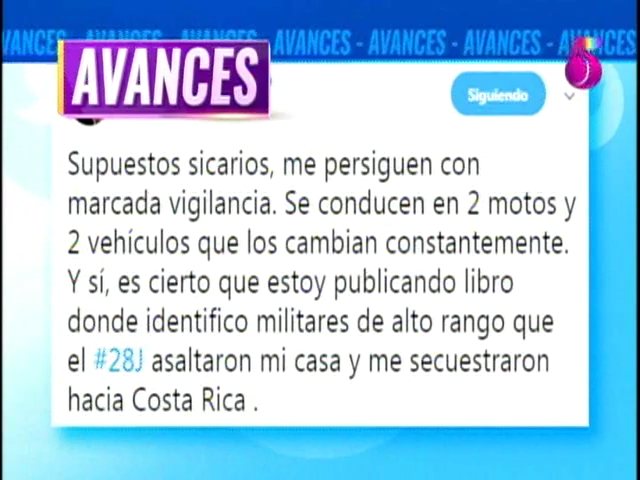 AVANCES - AVANCES - AVANCES - AVANCES
AVANCES
Siguiendo
Supuestos sicarios, me persiguen con
marcada vigilancia. Se conducen en 2 motos y
2 vehículos que los cambian constantemente.
Y sí, es cierto que estoy publicando libro
donde identifico militares de alto rango que
el #28J asaltaron mi casa y me secuestraron
hacia Costa Rica .